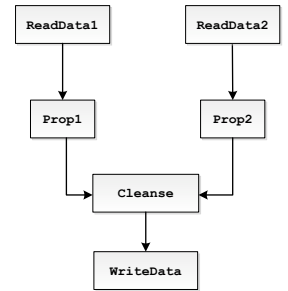 ReadData1
ReadData2
Prop1
Prop2
Cleanse
WriteData